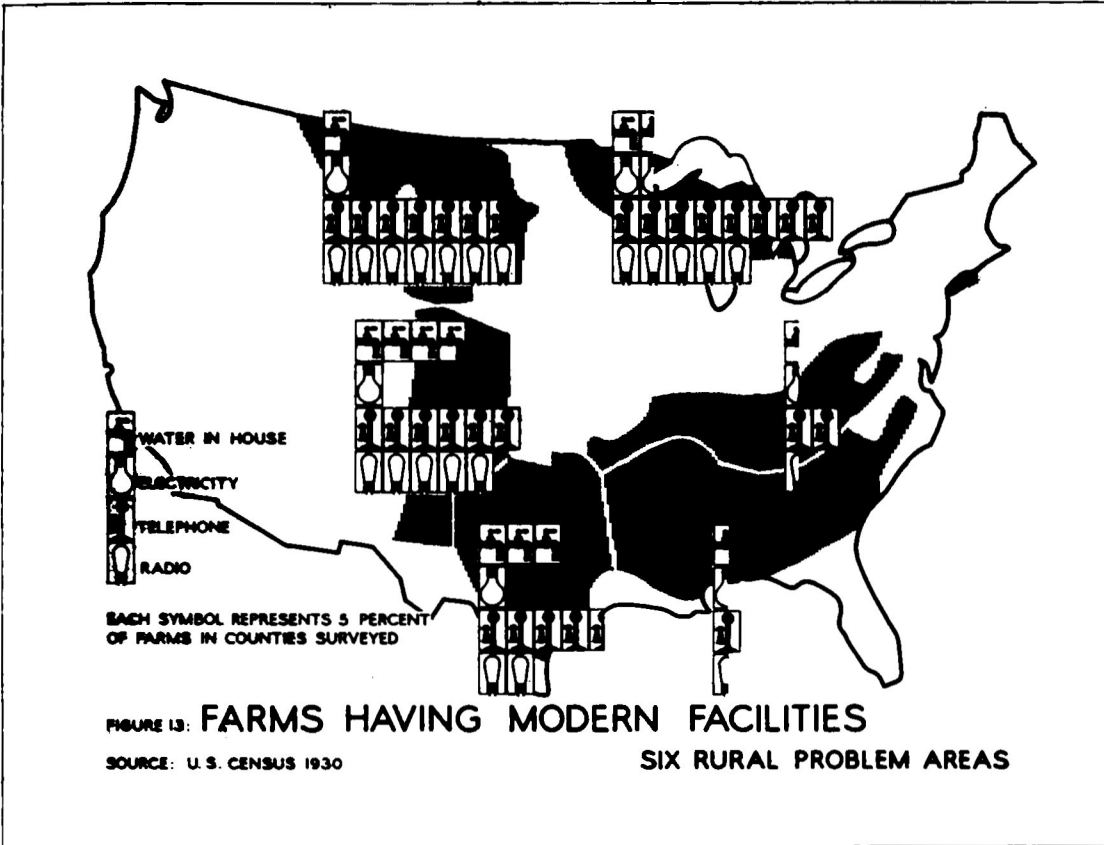 WATER IN HOUSE
ELECTRICITY
TELEPHONE
RADIO
EACH SYMBOL REPRESENTS 5 PERCENT
OF FARMS IN COUNTIES SURVEYED
FIGURE 13: FARMS HAVING MODERN FACILITIES
SOURCE: U.S. CENSUS 1930
SIX RURAL PROBLEM AREAS